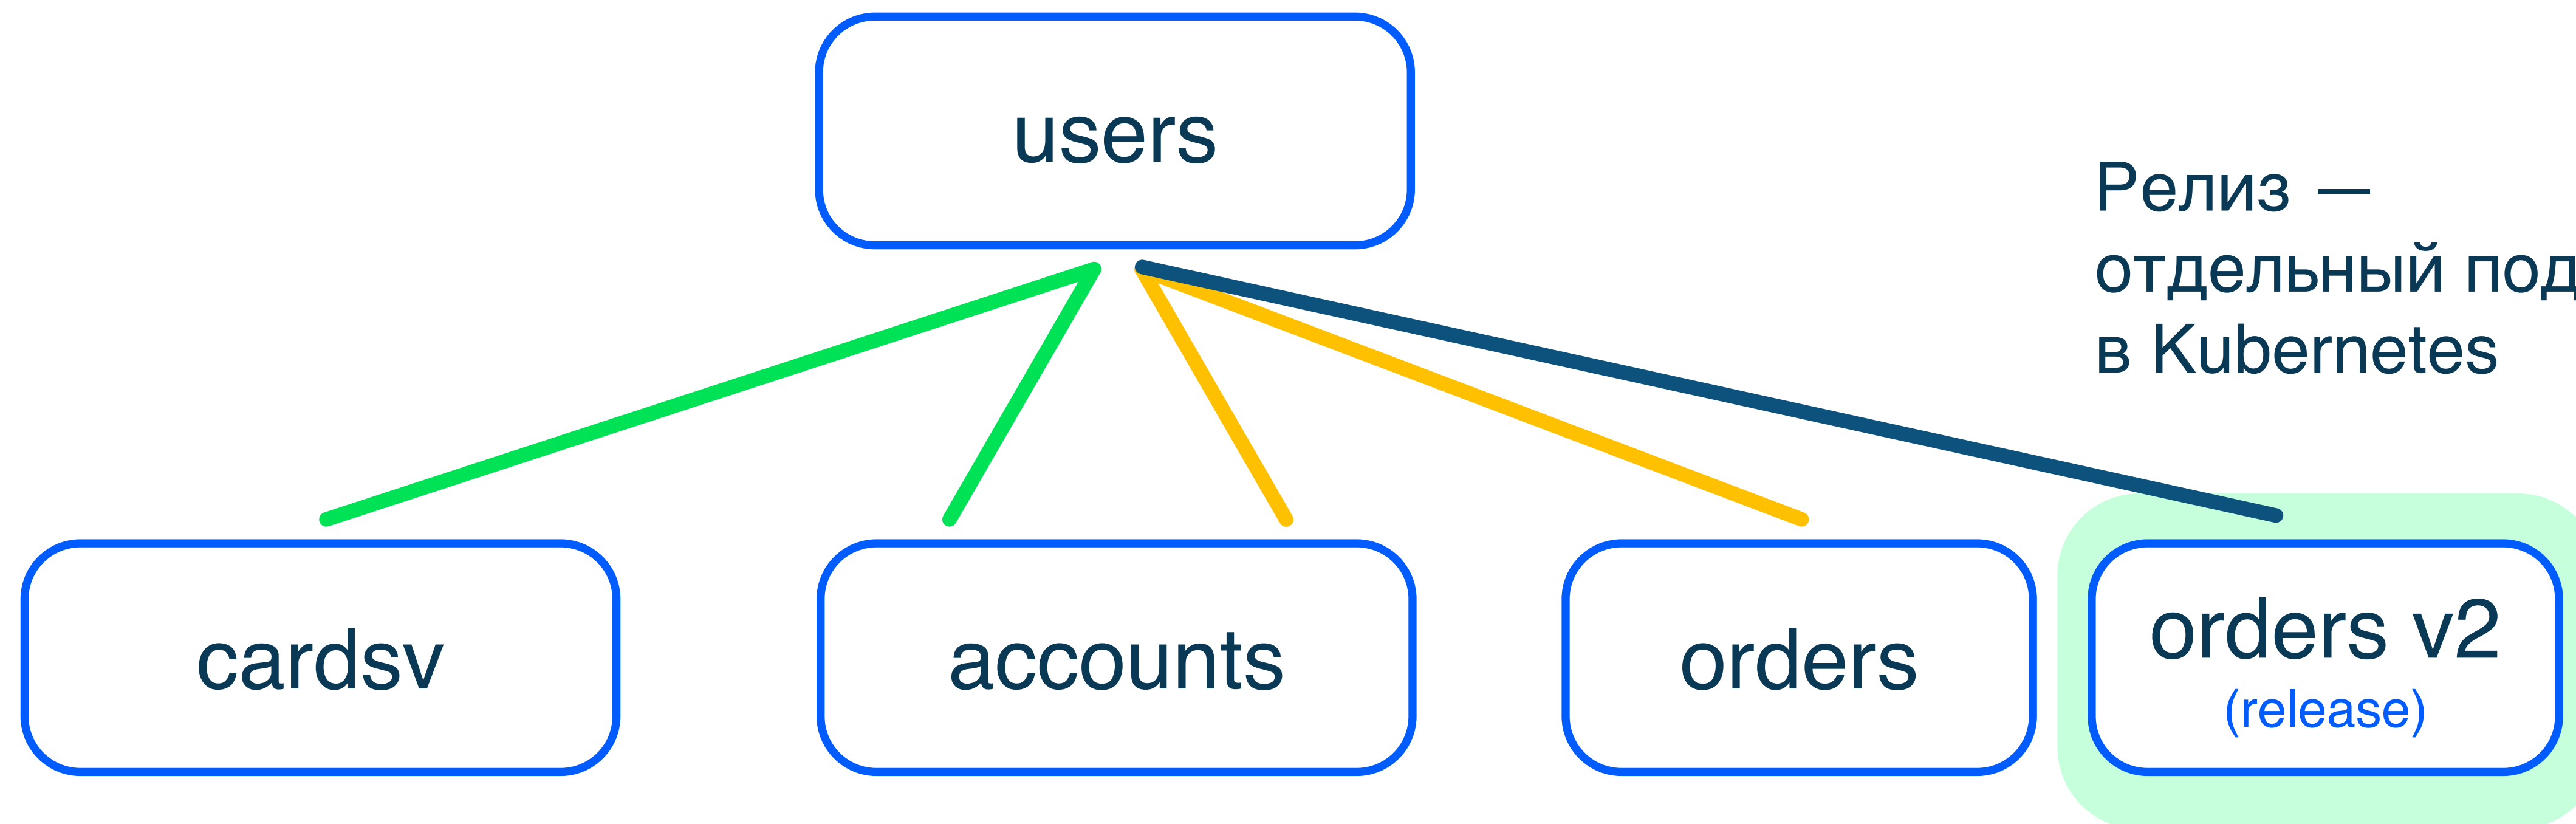 users
Релиз —
отдельный под
в Kubernetes
cardsv
accounts
orders
orders v2
(release)